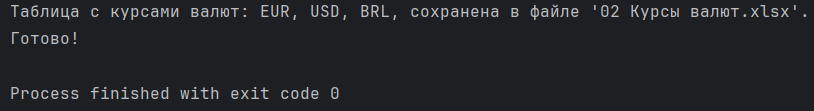 Таблица с курсами валют: EUR, USD, BRL, сохранена в файле '02 Курсы валют.xlsx'.
Готово!
Process finished with exit code 0